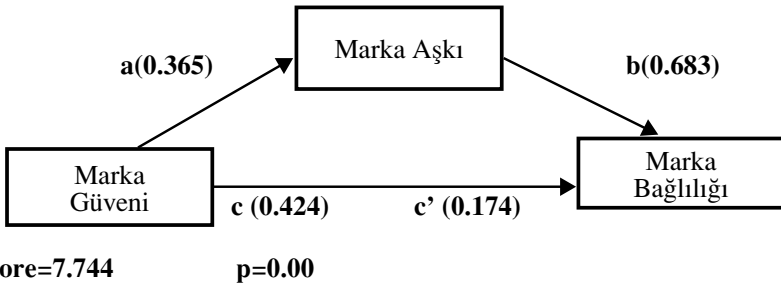 Marka Aşkı
a(0.365)
b(0.683)
Marka
Güveni
Marka
Bağlılığı
c (0.424)
c’ (0.174)
ore=7.744
p=0.00